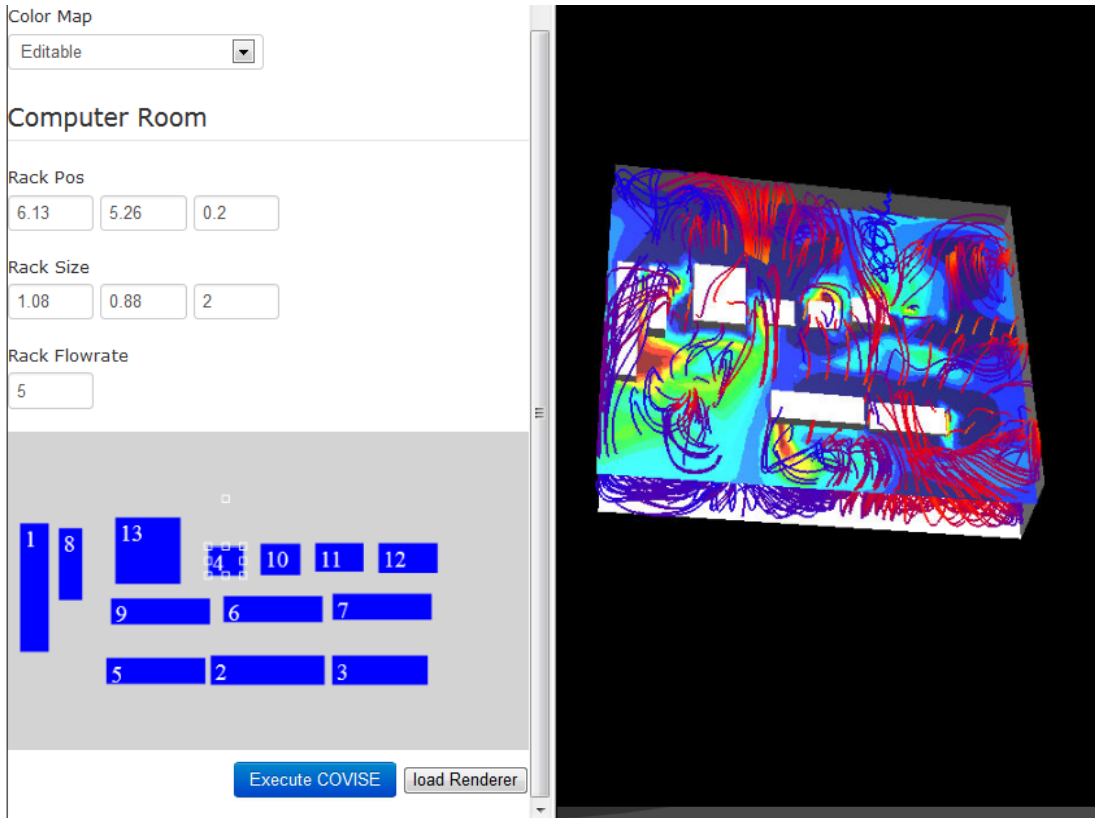 Color Map
Editable
Computer Room
Rack Pos
6.13 5.26 0.2
Rack Size
1.08 0.88 2
Rack Flowrate
5
1 8 13 4 10 11 12
9 6 7
5 2 3
Execute COVISE load Renderer